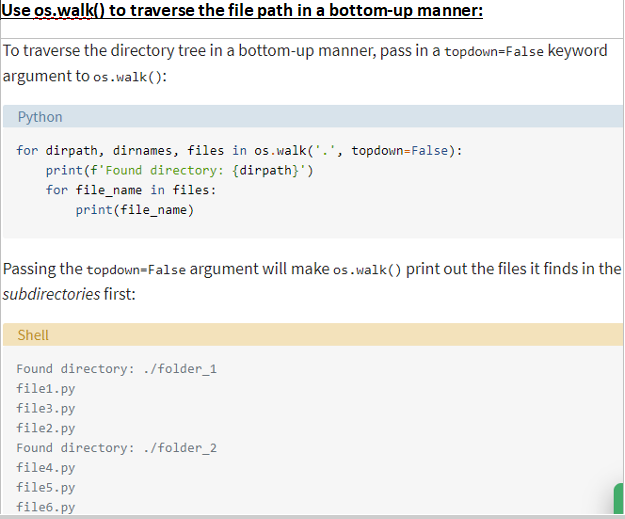 Use os.walk() to traverse the file path in a bottom-up manner:
To traverse the directory tree in a bottom-up manner, pass in a topdown=False keyword
argument to os.walk():
Python
for dirpath, dirnames, files in os.walk('.', topdown=False):
    print(f'Found directory: {dirpath}')
    for file_name in files:
        print(file_name)
Passing the topdown=False argument will make os.walk() print out the files it finds in the
subdirectories first:
Shell
Found directory: ./folder_1
file1.py
file3.py
file2.py
Found directory: ./folder_2
file4.py
file5.py
file6.py